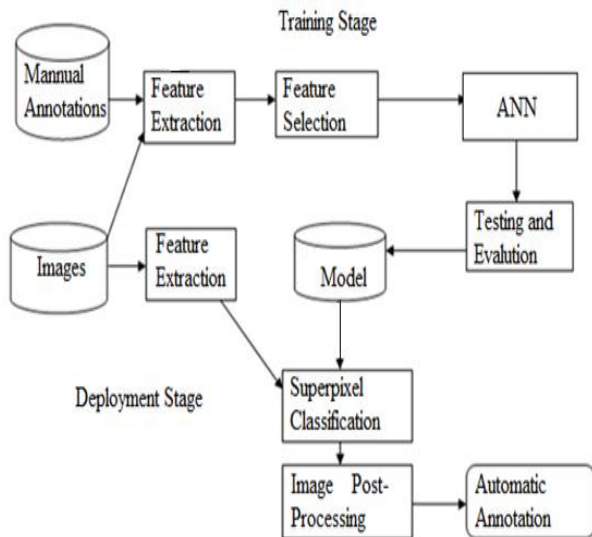 Training Stage
Mannual
Annotations
Feature
Extraction
Feature
Selection
ANN
Testing and
Evalution
Images
Feature
Extraction
Model
Deployment Stage
Superpixel
Classification
Image Post-
Processing
Automatic
Annotation